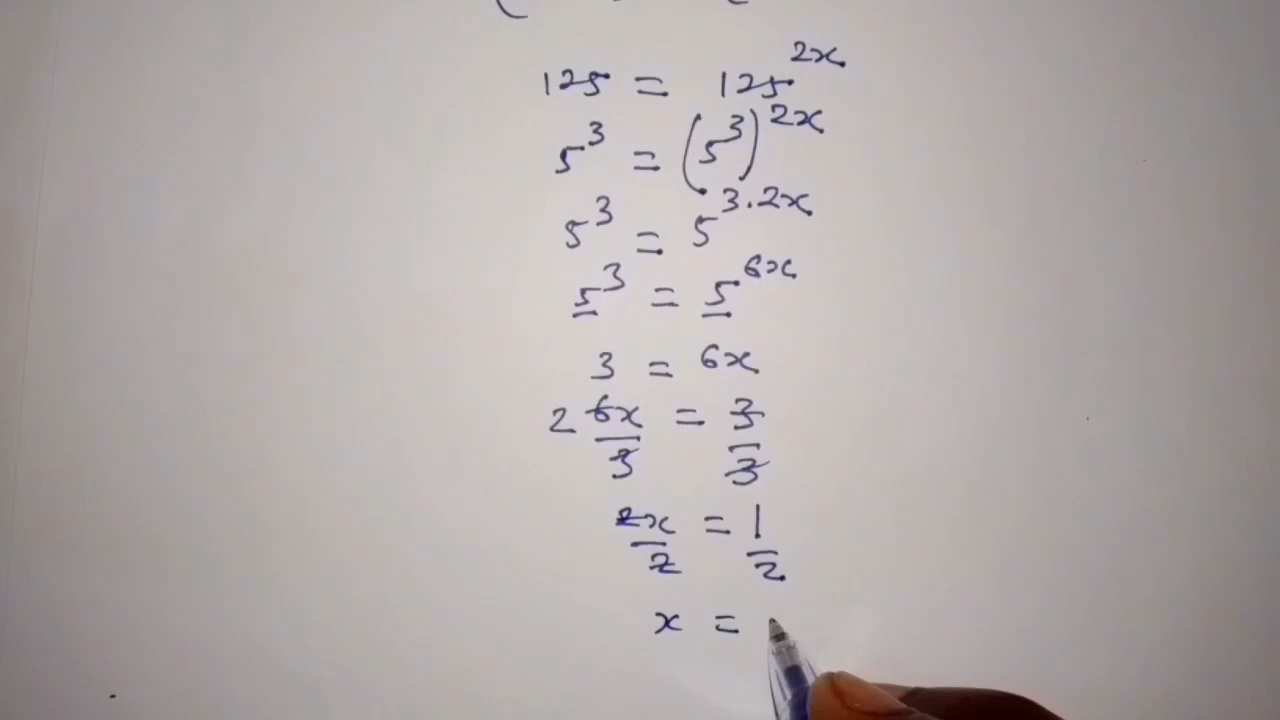 125 = 125^{2x}
5^3 = (5^3)^{2x}
5^3 = 5^{3·2x}
5^3 = 5^{6x}
3 = 6x
2 6x/3 = 3/3
2x/2 = 1/2
x =